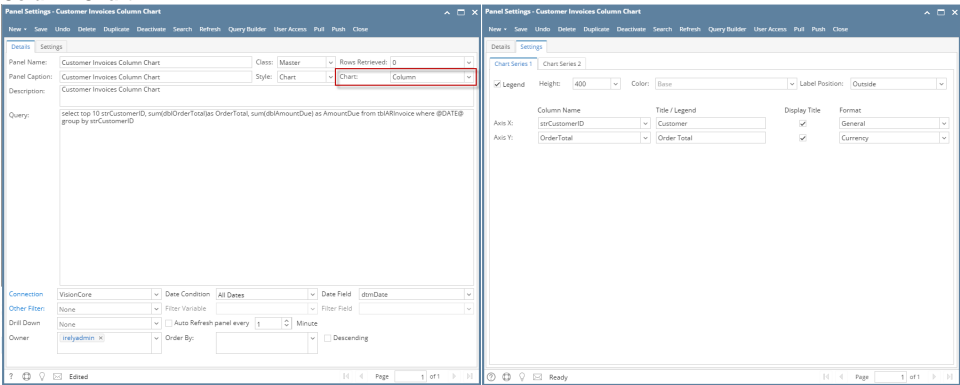 Panel Settings - Customer Invoices Column Chart
New Save Undo Delete Duplicate Deactivate Search Refresh Query Builder User Access Pull Push Close
Details Settings
Panel Name: Customer Invoices Column Chart Class: Master Rows Retrieved: 0
Panel Caption: Customer Invoices Column Chart Style: Chart Chart: Column
Description: Customer Invoices Column Chart
Query: select top 10 strCustomerID, sum(dblOrderTotal)as OrderTotal, sum(dblAmountDue) as AmountDue from tblARInvoice where @DATE@
group by strCustomerID
Connection VisionCore Date Condition All Dates Date Field dtmDate
Other Filter: None Filter Variable Filter Field
Drill Down None Auto Refresh panel every 1 Minute
Owner irelyadmin × Order By: Descending
? Edited Page 1 of 1
Panel Settings - Customer Invoices Column Chart
New Save Undo Delete Duplicate Deactivate Search Refresh Query Builder User Access Pull Push Close
Details Settings
Chart Series 1 Chart Series 2
Legend Height: 400 Color: Base Label Position: Outside
Column Name Title / Legend Display Title Format
Axis X: strCustomerID Customer General
Axis Y: OrderTotal Order Total Currency
? Ready Page 1 of 1